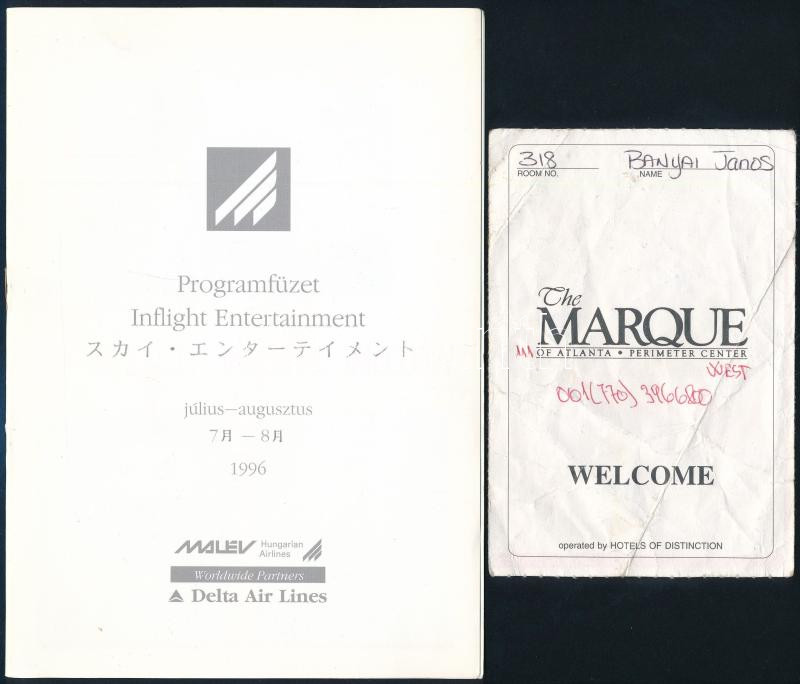 Programfüzet
Inflight Entertainment
スカイ・エンターテイメント
július—augusztus
7月 — 8月
1996
MALÉV Hungarian Airlines
Worldwide Partners
Delta Air Lines
318 BANYAI Janos
ROOM NO. NAME
The
MARQUE
OF ATLANTA • PERIMETER CENTER
WEST
001(770) 3966800
WELCOME
operated by HOTELS OF DISTINCTION